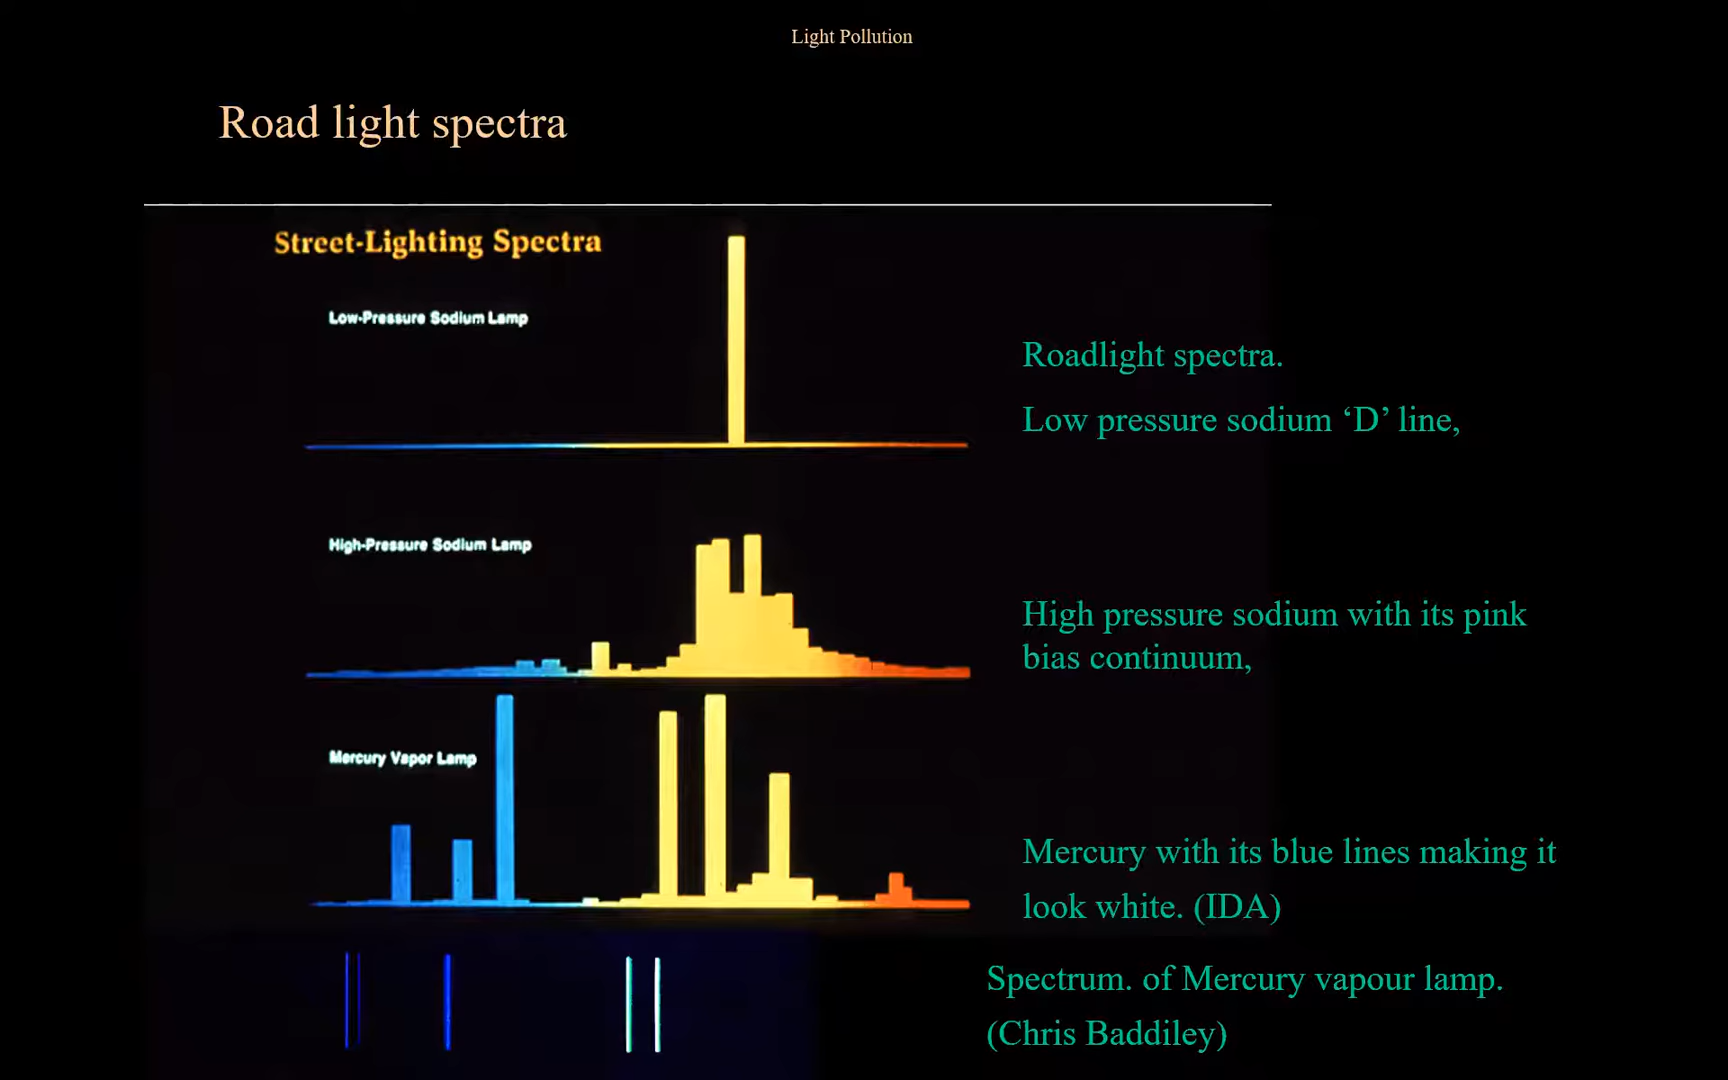 Light Pollution
Road light spectra
Street-Lighting Spectra
Low-Pressure Sodium Lamp
Roadlight spectra.
Low pressure sodium ‘D’ line,
High-Pressure Sodium Lamp
High pressure sodium with its pink
bias continuum,
Mercury Vapor Lamp
Mercury with its blue lines making it
look white. (IDA)
Spectrum. of Mercury vapour lamp.
(Chris Baddiley)